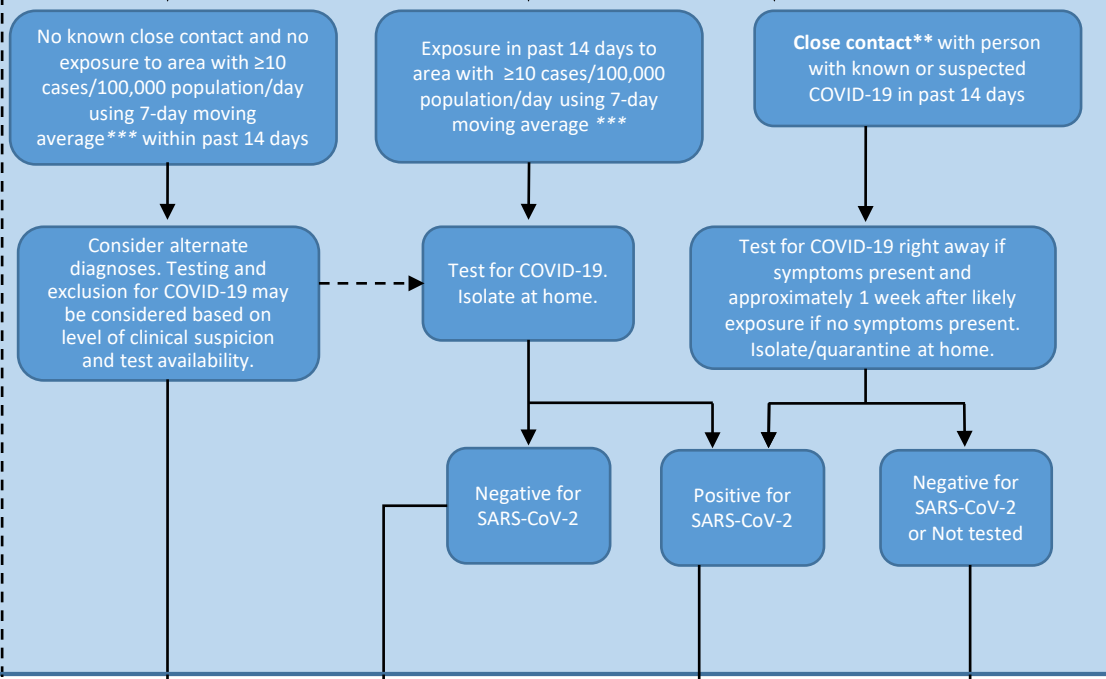 No known close contact and no
exposure to area with ≥10
cases/100,000 population/day
using 7-day moving
average*** within past 14 days
Exposure in past 14 days to
area with ≥10 cases/100,000
population/day using 7-day
moving average ***
Close contact** with person
with known or suspected
COVID-19 in past 14 days
Consider alternate
diagnoses. Testing and
exclusion for COVID-19 may
be considered based on
level of clinical suspicion
and test availability.
Test for COVID-19.
Isolate at home.
Test for COVID-19 right away if
symptoms present and
approximately 1 week after likely
exposure if no symptoms present.
Isolate/quarantine at home.
Negative for
SARS-CoV-2
Positive for
SARS-CoV-2
Negative for
SARS-CoV-2
or Not tested